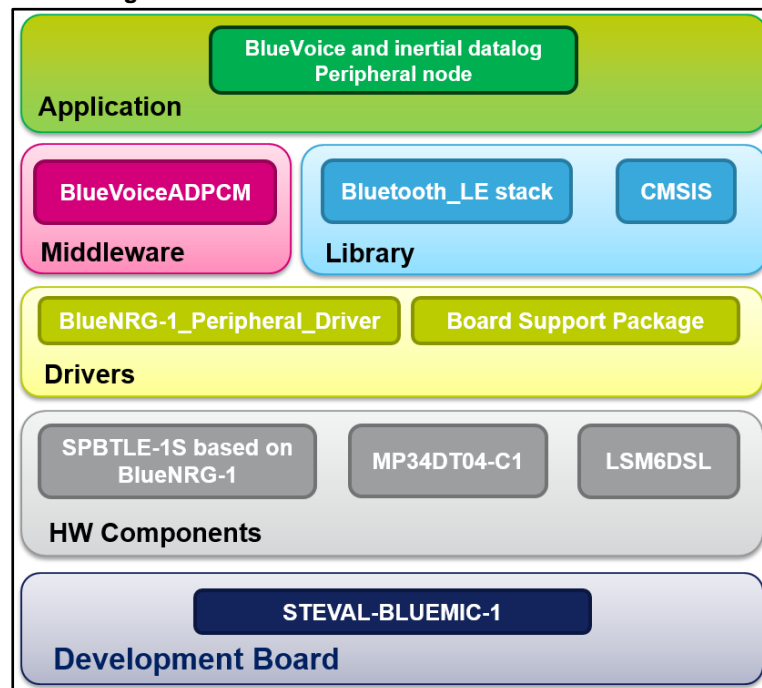 BlueVoice and inertial datalog
Peripheral node
Application
BlueVoiceADPCM
Middleware
Bluetooth_LE stack
CMSIS
Library
BlueNRG-1_Peripheral_Driver
Board Support Package
Drivers
SPBTLE-1S based on
BlueNRG-1
MP34DT04-C1
LSM6DSL
HW Components
STEVAL-BLUEMIC-1
Development Board